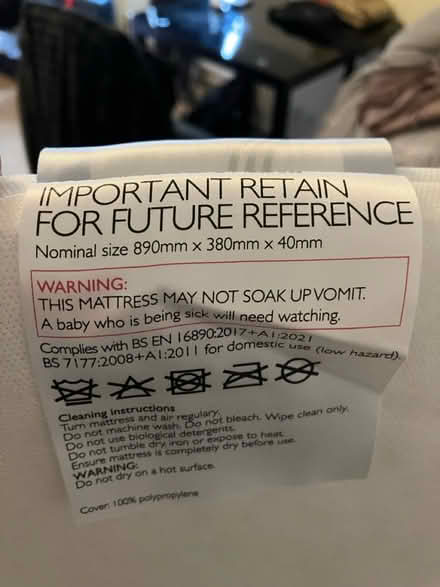 IMPORTANT RETAIN
FOR FUTURE REFERENCE
Nominal size 890mm x 380mm x 40mm
WARNING:
THIS MATTRESS MAY NOT SOAK UP VOMIT.
A baby who is being sick will need watching.
Complies with BS EN 16890:2017+A1:2021
BS 7177:2008+A1:2011 for domestic use (low hazard)
Cleaning Instructions
Turn mattress and air regulary.
Do not machine wash. Do not bleach. Wipe clean only.
Do not use biological detergents.
Do not tumble dry, iron or expose to heat.
Ensure mattress is completely dry before use.
WARNING:
Do not dry on a hot surface.
Cover: 100% polypropylene